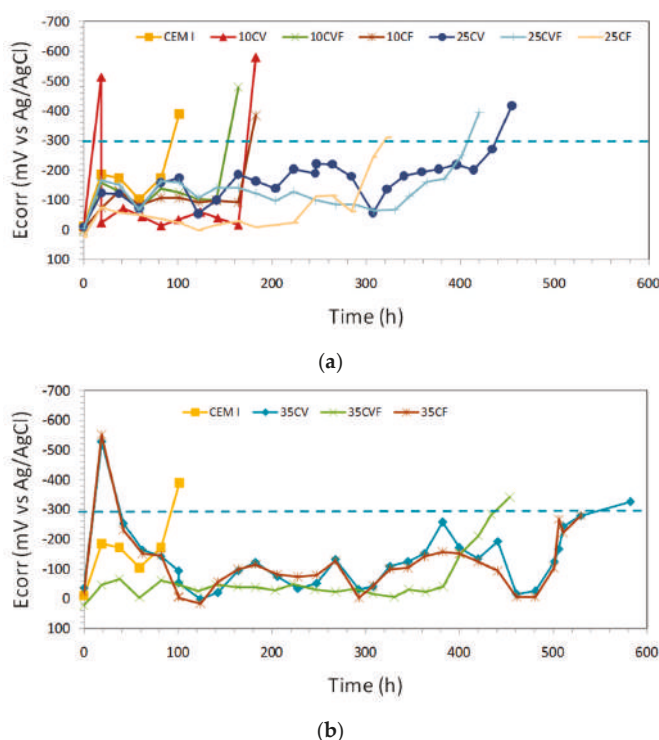 (a)
-700
CEM I 10CV 10CVF 10CF 25CV 25CVF 25CF
-600
-500
-400
-300
-200
-100
0
100
Ecorr (mV vs Ag/AgCl)
0 100 200 300 400 500 600
Time (h)
(a)
-700
CEM I 35CV 35CVF 35CF
-600
-500
-400
-300
-200
-100
0
100
Ecorr (mV vs Ag/AgCl)
0 100 200 300 400 500 600
Time (h)
(b)